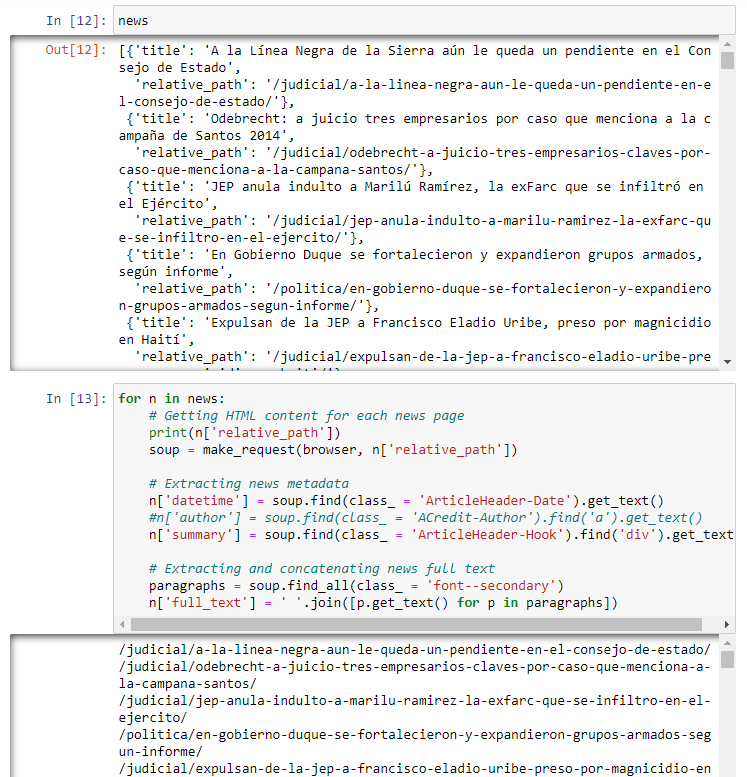 In [12]: news
Out[12]: [{'title': 'A la Línea Negra de la Sierra aún le queda un pendiente en el Con
sejo de Estado',
'relative_path': '/judicial/a-la-linea-negra-aun-le-queda-un-pendiente-en-e
l-consejo-de-estado/'},
{'title': 'Odebrecht: a juicio tres empresarios por caso que menciona a la c
ampaña de Santos 2014',
'relative_path': '/judicial/odebrecht-a-juicio-tres-empresarios-claves-por-
caso-que-menciona-a-la-campana-santos/'},
{'title': 'JEP anula indulto a Marilú Ramírez, la exFarc que se infiltró en
el Ejército',
'relative_path': '/judicial/jep-anula-indulto-a-marilu-ramirez-la-exfarc-qu
e-se-infiltro-en-el-ejercito/'},
{'title': 'En Gobierno Duque se fortalecieron y expandieron grupos armados,
según informe',
'relative_path': '/politica/en-gobierno-duque-se-fortalecieron-y-expandiero
n-grupos-armados-segun-informe/'},
{'title': 'Expulsan de la JEP a Francisco Eladio Uribe, preso por magnicidio
en Haití',
'relative_path': '/judicial/expulsan-de-la-jep-a-francisco-eladio-uribe-pre
In [13]: for n in news:
# Getting HTML content for each news page
print(n['relative_path'])
soup = make_request(browser, n['relative_path'])
# Extracting news metadata
n['datetime'] = soup.find(class_ = 'ArticleHeader-Date').get_text()
#n['author'] = soup.find(class_ = 'ACredit-Author').find('a').get_text()
n['summary'] = soup.find(class_ = 'ArticleHeader-Hook').find('div').get_text
# Extracting and concatenating news full text
paragraphs = soup.find_all(class_ = 'font--secondary')
n['full_text'] = ' '.join([p.get_text() for p in paragraphs])
/judicial/a-la-linea-negra-aun-le-queda-un-pendiente-en-el-consejo-de-estado/
/judicial/odebrecht-a-juicio-tres-empresarios-claves-por-caso-que-menciona-a-
la-campana-santos/
/judicial/jep-anula-indulto-a-marilu-ramirez-la-exfarc-que-se-infiltro-en-el-
ejercito/
/politica/en-gobierno-duque-se-fortalecieron-y-expandieron-grupos-armados-seg
un-informe/
/judicial/expulsan-de-la-jep-a-francisco-eladio-uribe-preso-por-magnicidio-en